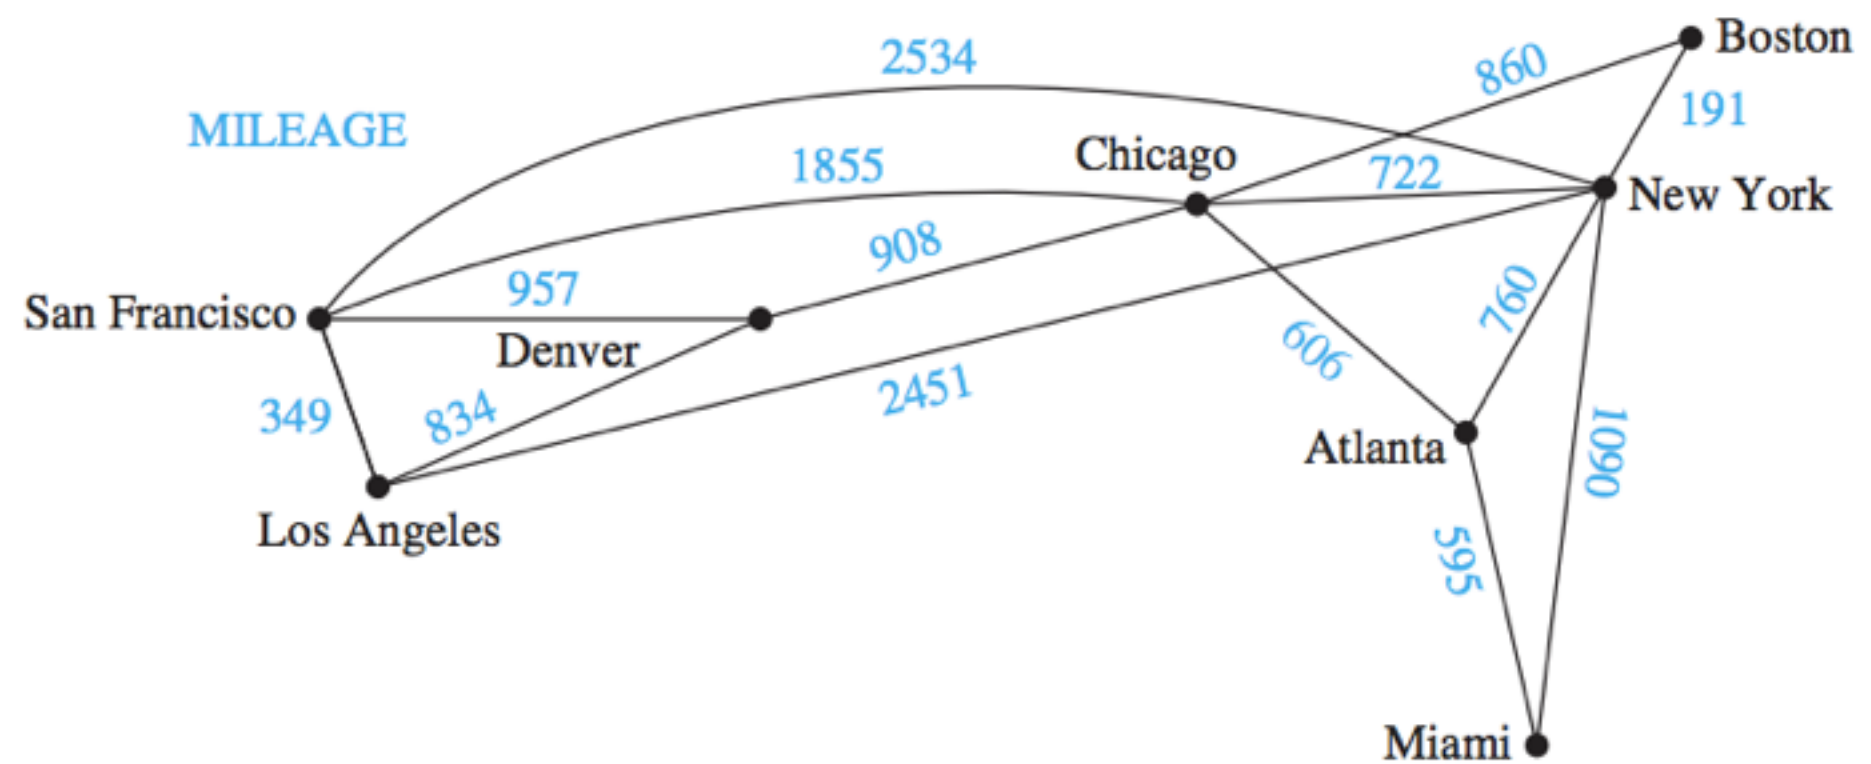 Boston
2534
860
191
MILEAGE
Chicago
1855
722
New York
908
957
San Francisco
760
Denver
606
2451
349
834
Atlanta
1090
Los Angeles
595
Miami